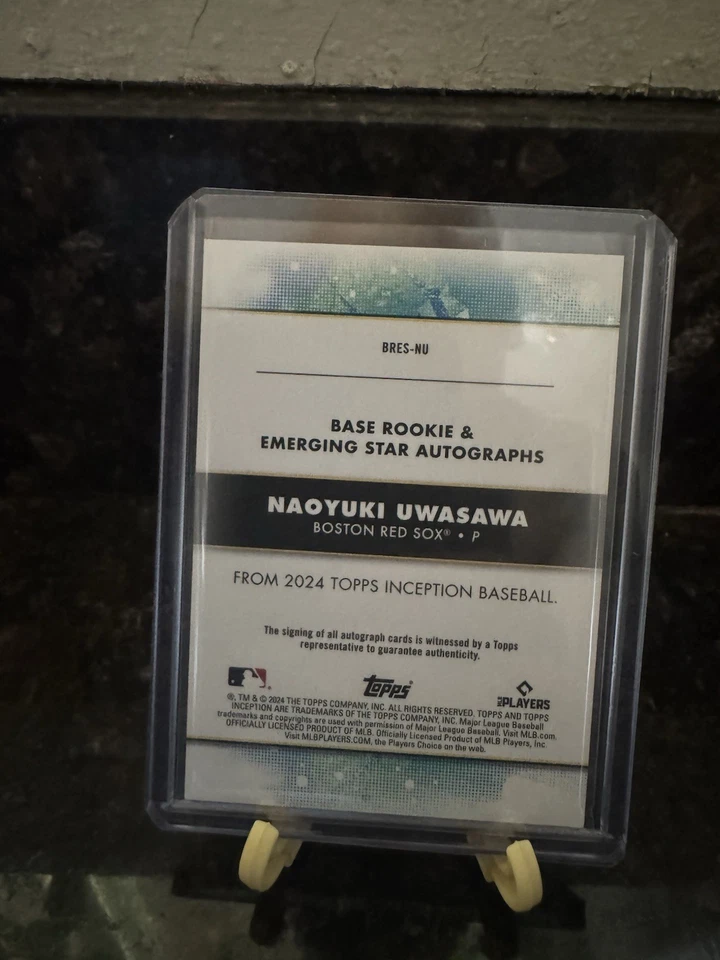 BRES-NU
BASE ROOKIE &
EMERGING STAR AUTOGRAPHS
NAOYUKI UWASAWA
BOSTON RED SOX® • P
FROM 2024 TOPPS INCEPTION BASEBALL.
The signing of all autograph cards is witnessed by a Topps
representative to guarantee authenticity.
Topps®
MLB PLAYERS
®, TM & © 2024 THE TOPPS COMPANY, INC. ALL RIGHTS RESERVED. TOPPS AND TOPPS
INCEPTION ARE TRADEMARKS OF THE TOPPS COMPANY, INC. Major League Baseball
trademarks and copyrights are used with permission of Major League Baseball. Visit MLB.com.
OFFICIALLY LICENSED PRODUCT OF MLB. Officially Licensed Product of MLB Players, Inc.
Visit MLBPLAYERS.COM, the Players Choice on the web.